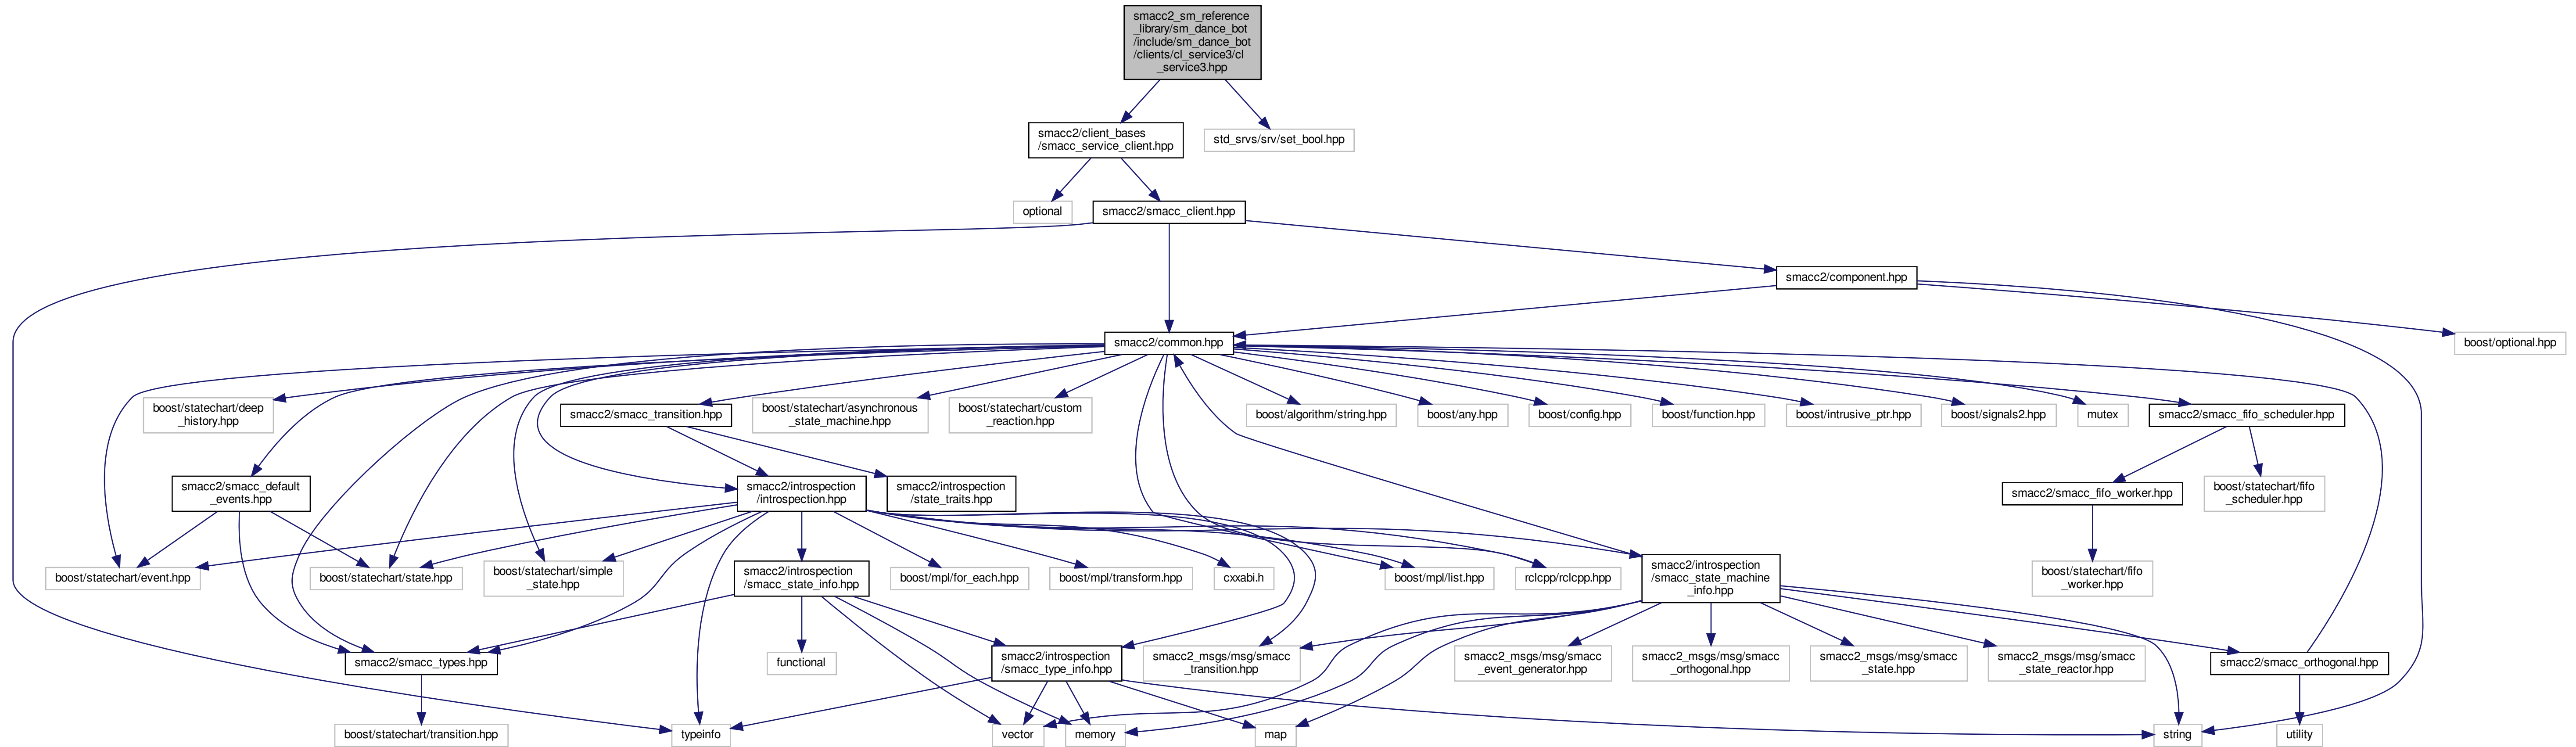 smacc2_sm_reference
_library/sm_dance_bot
/include/sm_dance_bot
/clients/cl_service3/cl
_service3.hpp
smacc2/client_bases
/smacc_service_client.hpp
std_srvs/srv/set_bool.hpp
optional
smacc2/smacc_client.hpp
smacc2/component.hpp
smacc2/common.hpp
boost/optional.hpp
boost/statechart/deep
_history.hpp
smacc2/smacc_transition.hpp
boost/statechart/asynchronous
_state_machine.hpp
boost/statechart/custom
_reaction.hpp
boost/algorithm/string.hpp
boost/any.hpp
boost/config.hpp
boost/function.hpp
boost/intrusive_ptr.hpp
boost/signals2.hpp
mutex
smacc2/smacc_fifo_scheduler.hpp
smacc2/smacc_default
_events.hpp
smacc2/introspection
/introspection.hpp
smacc2/introspection
/state_traits.hpp
smacc2/smacc_fifo_worker.hpp
boost/statechart/fifo
_scheduler.hpp
boost/statechart/event.hpp
boost/statechart/state.hpp
boost/statechart/simple
_state.hpp
smacc2/introspection
/smacc_state_info.hpp
boost/mpl/for_each.hpp
boost/mpl/transform.hpp
cxxabi.h
boost/mpl/list.hpp
rclcpp/rclcpp.hpp
smacc2/introspection
/smacc_state_machine
_info.hpp
boost/statechart/fifo
_worker.hpp
smacc2/smacc_types.hpp
functional
smacc2/introspection
/smacc_type_info.hpp
smacc2_msgs/msg/smacc
_transition.hpp
smacc2_msgs/msg/smacc
_event_generator.hpp
smacc2_msgs/msg/smacc
_orthogonal.hpp
smacc2_msgs/msg/smacc
_state.hpp
smacc2_msgs/msg/smacc
_state_reactor.hpp
smacc2/smacc_orthogonal.hpp
boost/statechart/transition.hpp
typeinfo
vector
memory
map
string
utility